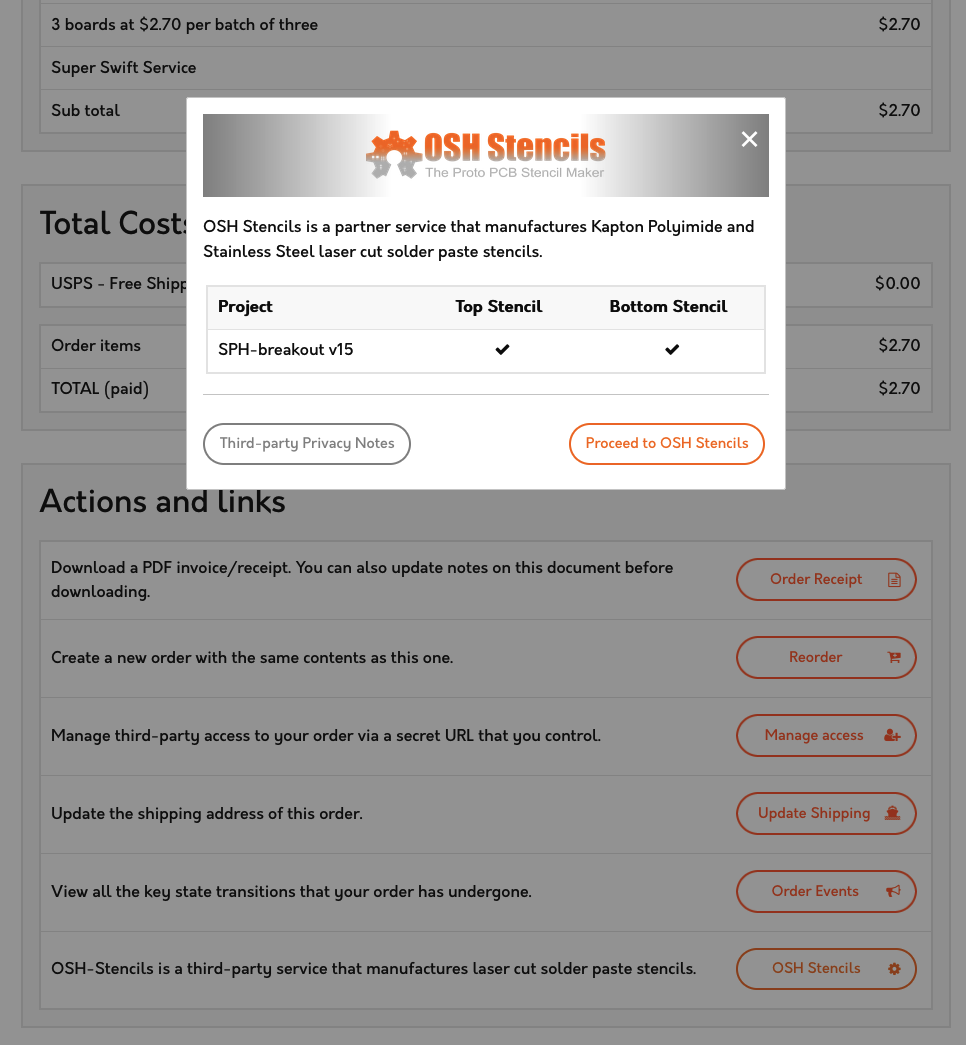 3 boards at $2.70 per batch of three $2.70
Super Swift Service
Sub total $2.70
OSH Stencils
The Proto PCB Stencil Maker
OSH Stencils is a partner service that manufactures Kapton Polyimide and
Stainless Steel laser cut solder paste stencils.
Project Top Stencil Bottom Stencil
SPH-breakout v15 ✔ ✔
Third-party Privacy Notes Proceed to OSH Stencils
Total Costs
USPS - Free Shipp $0.00
Order items $2.70
TOTAL (paid) $2.70
Actions and links
Download a PDF invoice/receipt. You can also update notes on this document before
downloading.
Order Receipt
Create a new order with the same contents as this one. Reorder
Manage third-party access to your order via a secret URL that you control. Manage access
Update the shipping address of this order. Update Shipping
View all the key state transitions that your order has undergone. Order Events
OSH-Stencils is a third-party service that manufactures laser cut solder paste stencils. OSH Stencils